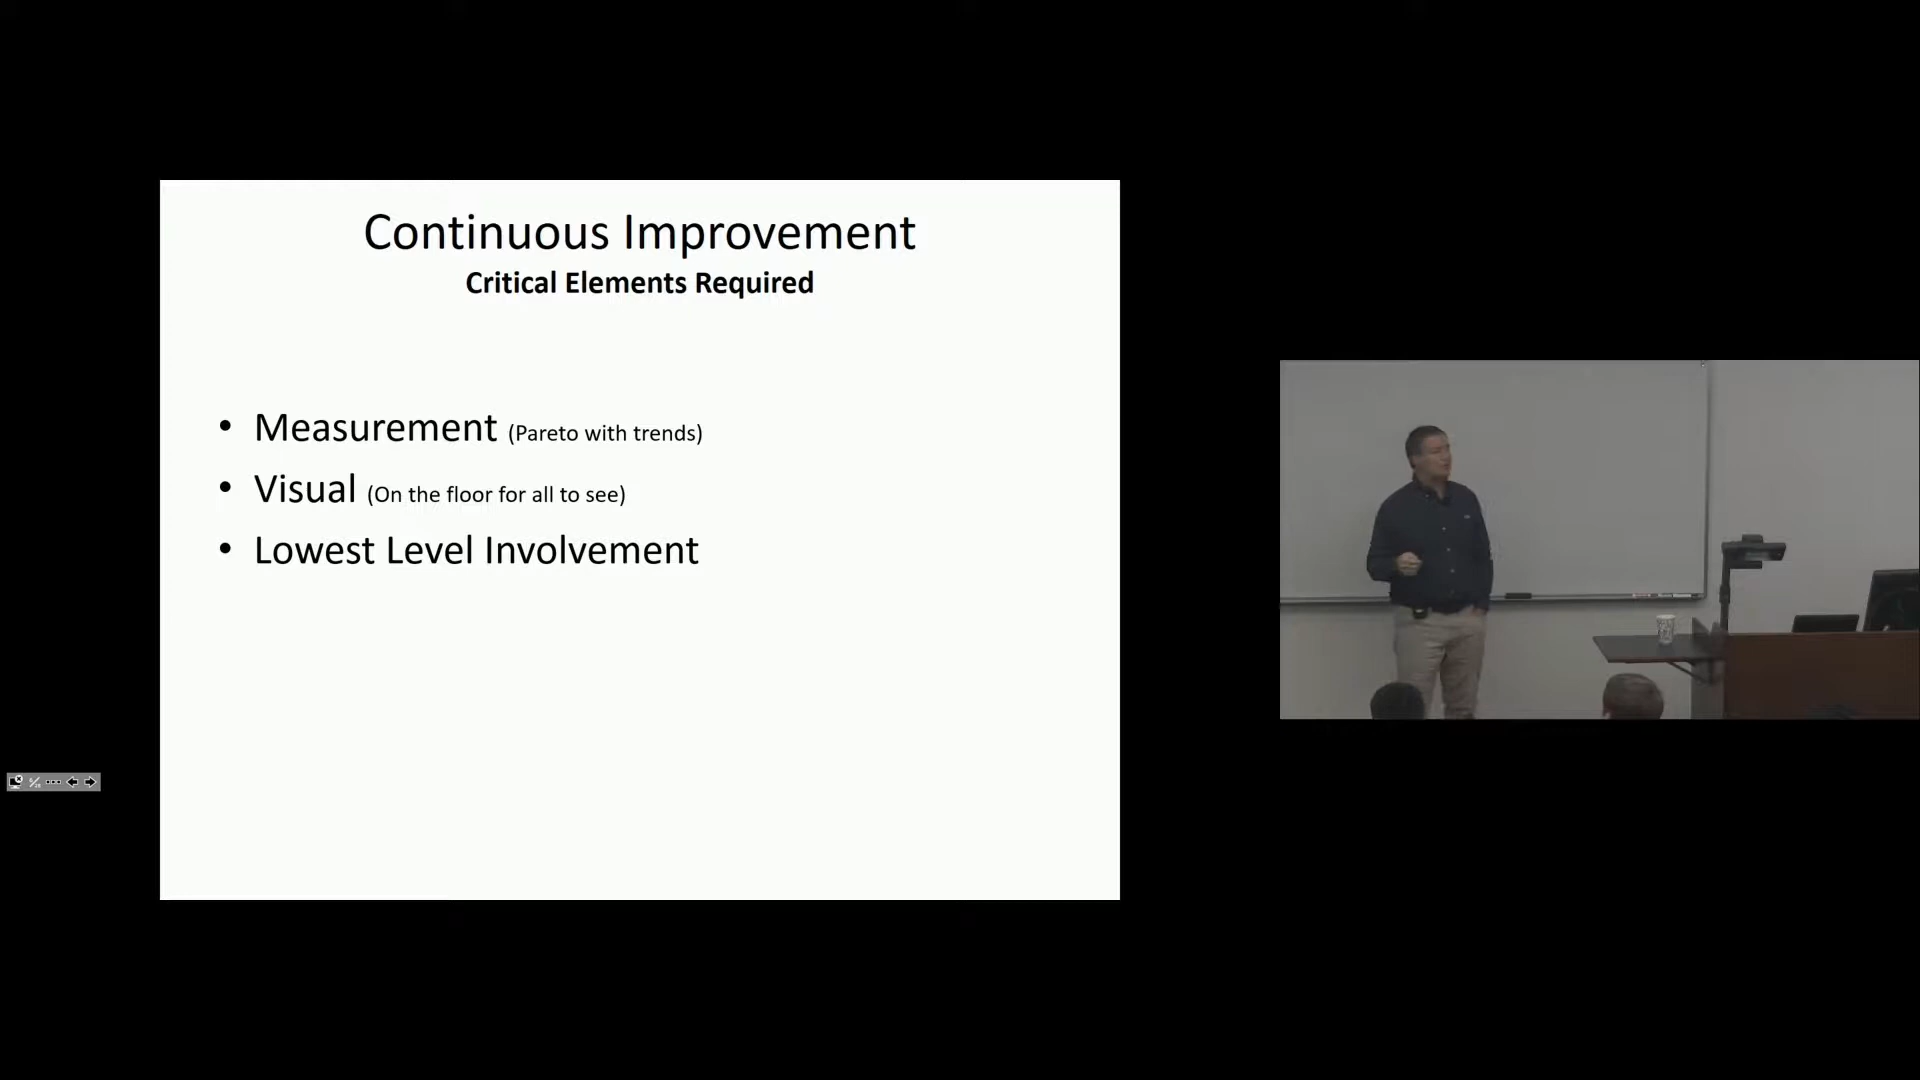 Continuous Improvement
Critical Elements Required
• Measurement (Pareto with trends)
• Visual (On the floor for all to see)
• Lowest Level Involvement